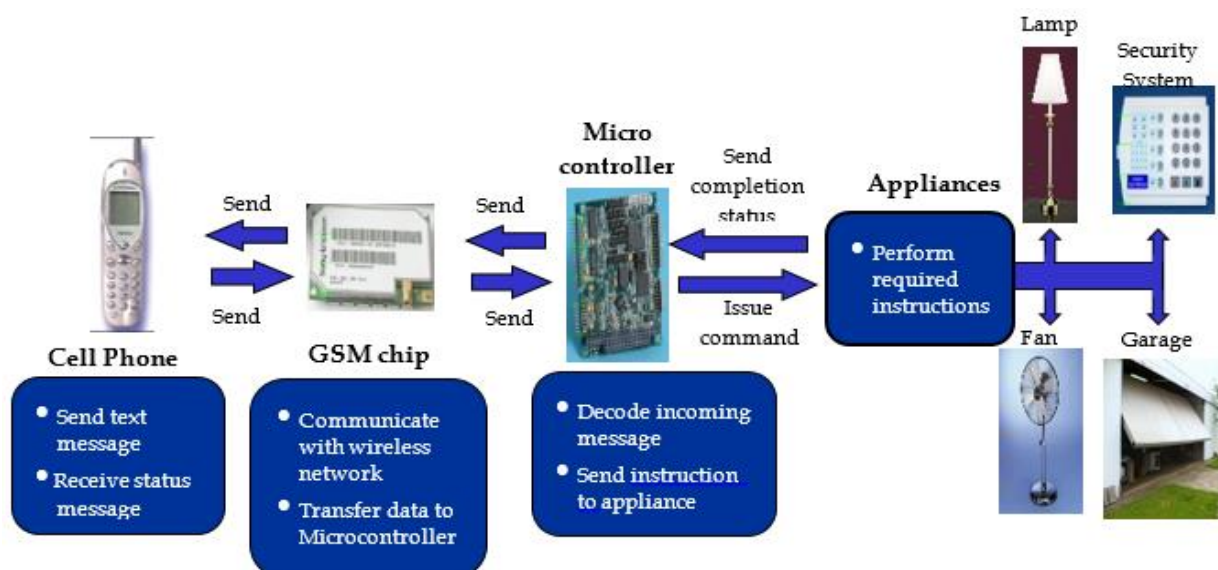 Lamp
Security
System
Micro
controller
Send
completion
status
Appliances
Send
Send
• Perform
required
instructions
Send
Send
Issue
command
Cell Phone
GSM chip
Fan
Garage
• Send text
message
• Receive status
message
• Communicate
with wireless
network
• Transfer data to
Microcontroller
• Decode incoming
message
• Send instruction
to appliance